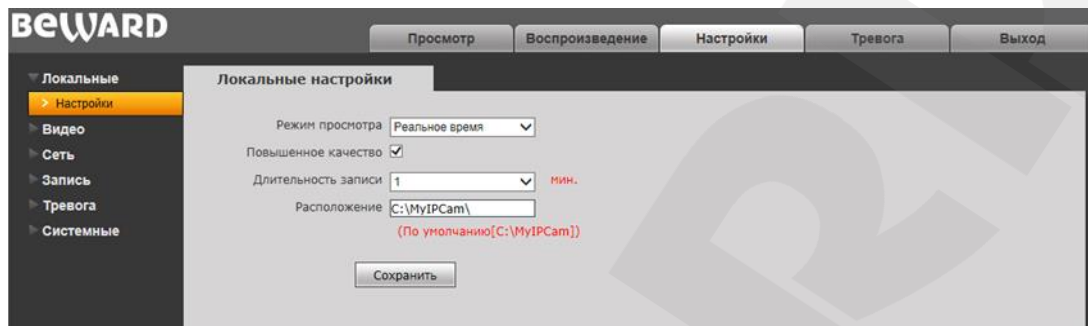 BEWARD
Просмотр Воспроизведение Настройки Тревога Выход
Локальные
> Настройки
Видео
Сеть
Запись
Тревога
Системные
Локальные настройки
Режим просмотра Реальное время
Повышенное качество
Длительность записи 1 мин.
Расположение C:\MyIPCam\
(По умолчанию[C:\MyIPCam])
Сохранить